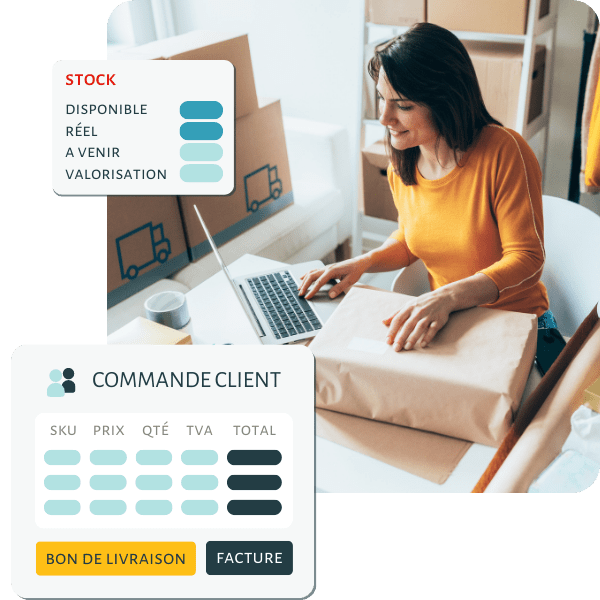 STOCK
DISPONIBLE
RÉEL
A VENIR
VALORISATION
COMMANDE CLIENT
SKU PRIX QTÉ TVA TOTAL
BON DE LIVRAISON FACTURE